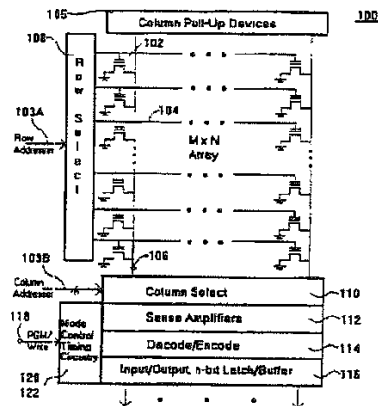 105
Column Pull-Up Devices
100
108
102
Row Select
104
103A
Row Address
M x N
Array
106
103B
Column Address
Column Select
110
Sense Amplifiers
112
118
PGM/
Write
Mode Control Timing Circuitry
Decode/Encode
114
Input/Output, n-bit Latch/Buffer
116
120
122